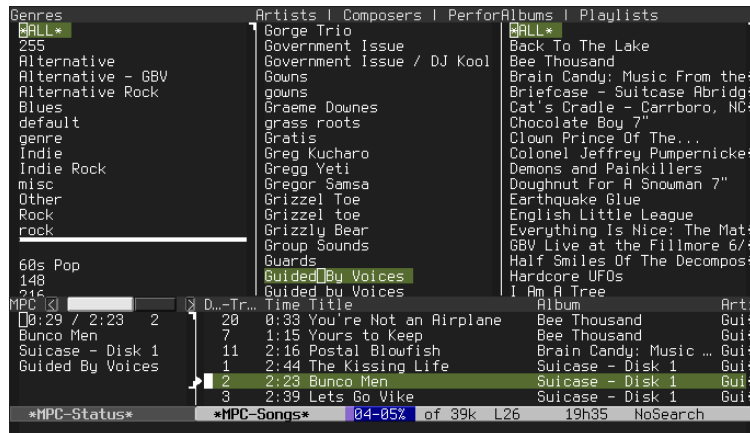 Genres
*ALL*
255
Alternative
Alternative - GBV
Alternative Rock
Blues
default
genre
Indie
Indie Rock
misc
Other
Rock
rock
60s Pop
148
216
Artists | Composers | Perfor
Gorge Trio
Government Issue
Government Issue / DJ Kool
Gowns
gowns
Graeme Downes
grass roots
Gratis
Greg Kucharo
Gregg Yeti
Gregor Samsa
Grizzel Toe
Grizzel toe
Grizzly Bear
Group Sounds
Guards
Guided By Voices
Guided by Voices
Albums | Playlists
*ALL*
Back To The Lake
Bee Thousand
Brain Candy: Music From the
Briefcase - Suitcase Abridg
Cat's Cradle - Carrboro, NC
Chocolate Boy 7"
Clown Prince Of The...
Colonel Jeffrey Pumpernicke
Demons and Painkillers
Doughnut For A Snowman 7"
Earthquake Glue
English Little League
Everything Is Nice: The Mat
GBV Live at the Fillmore 6/
Half Smiles Of The Decompos
Hardcore UFOs
I Am A Tree
MPC
0:29 / 2:23 2
Bunco Men
Suicase - Disk 1
Guided By Voices
D...-Tr... Time Title Album Art
20 0:33 You're Not an Airplane Bee Thousand Gui
7 1:15 Yours to Keep Bee Thousand Gui
11 2:16 Postal Blowfish Brain Candy: Music ... Gui
1 2:44 The Kissing Life Suicase - Disk 1 Gui
2 2:23 Bunco Men Suicase - Disk 1 Gui
3 2:39 Lets Go Vike Suicase - Disk 1 Gui
*MPC-Status* *MPC-Songs* 04-05% of 39k L26 19h35 NoSearch